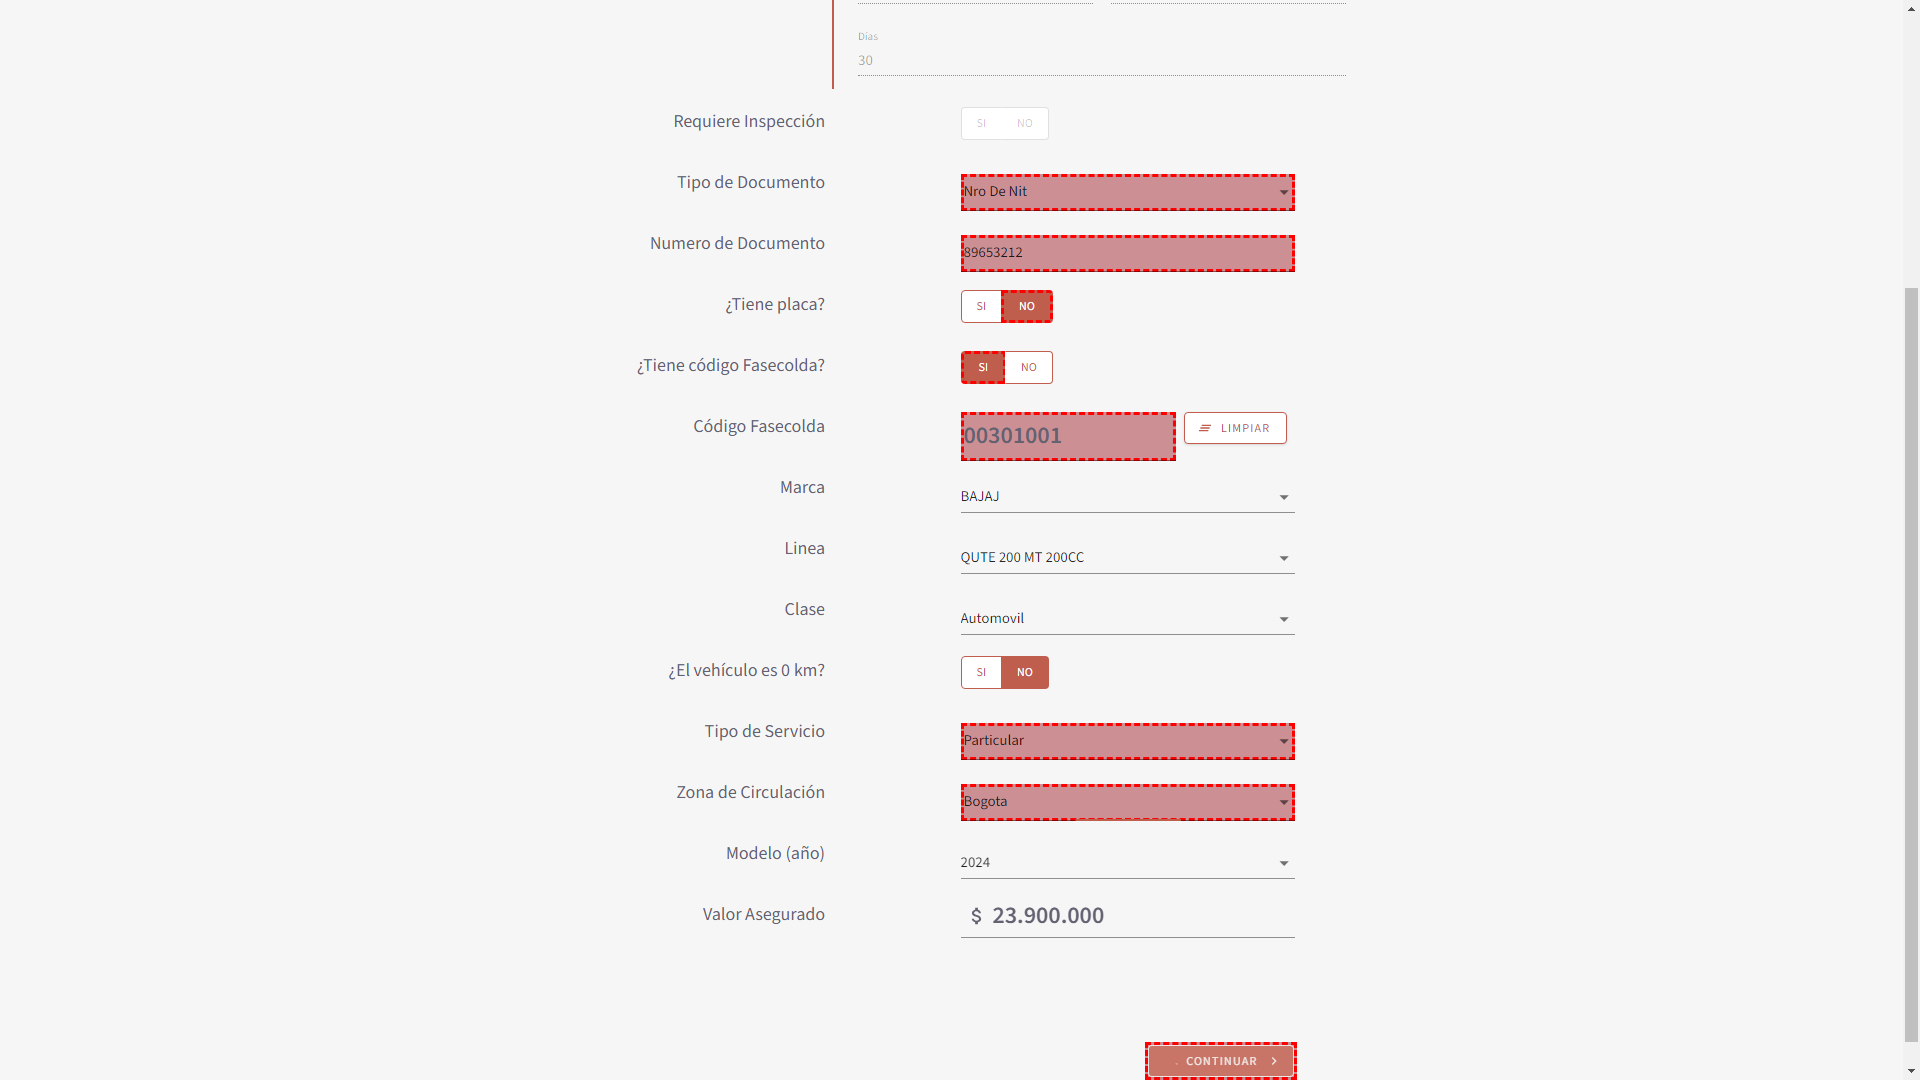 Dias
30
Requiere Inspección SI NO
Tipo de Documento Nro De Nit
Numero de Documento 89653212
¿Tiene placa? SI NO
¿Tiene código Fasecolda? SI NO
Código Fasecolda 00301001 LIMPIAR
Marca BAJAJ
Linea QUTE 200 MT 200CC
Clase Automovil
¿El vehículo es 0 km? SI NO
Tipo de Servicio Particular
Zona de Circulación Bogota
Modelo (año) 2024
Valor Asegurado $ 23.900.000
CONTINUAR